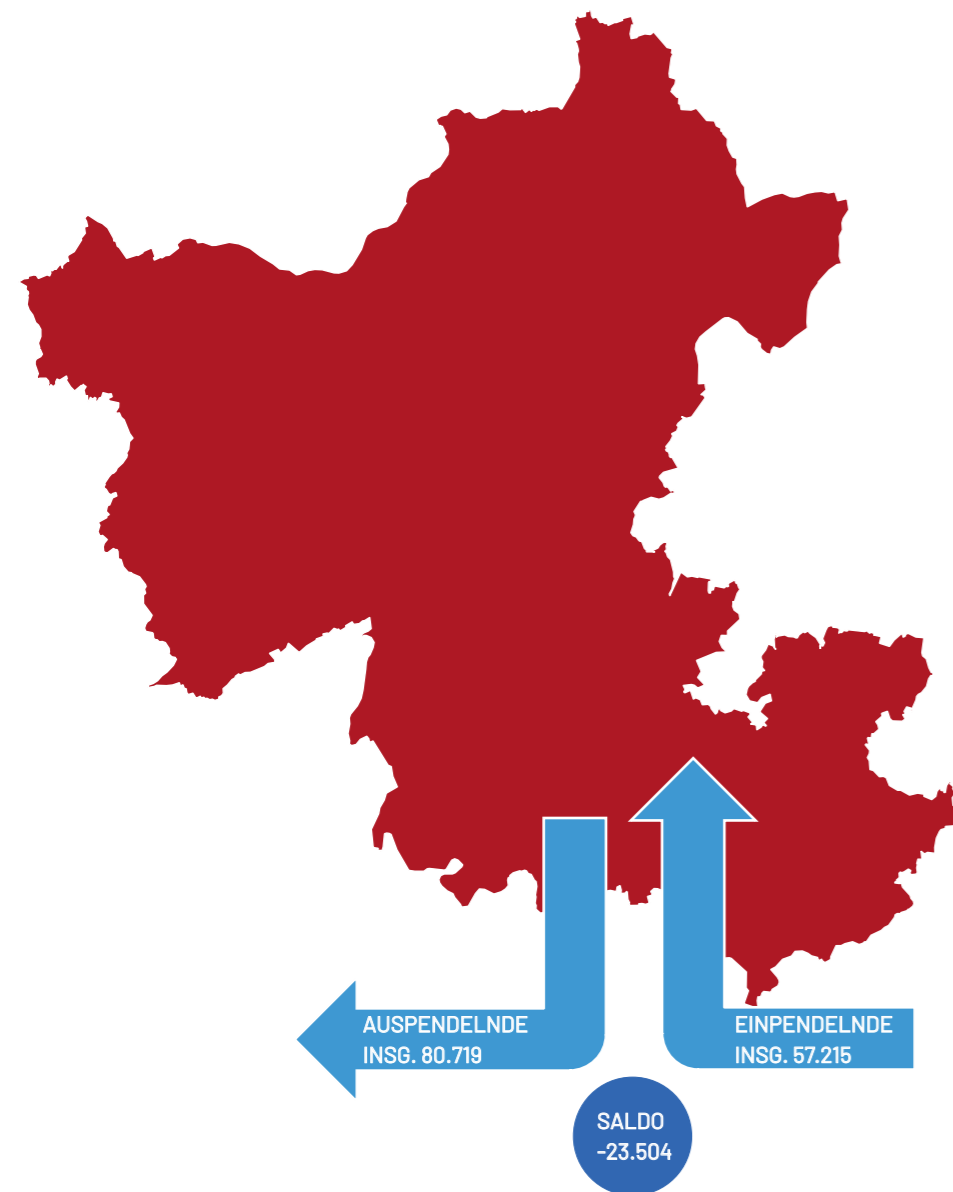 AUSPENDELNDE
INSG. 80.719
EINPENDELNDE
INSG. 57.215
SALDO
-23.504